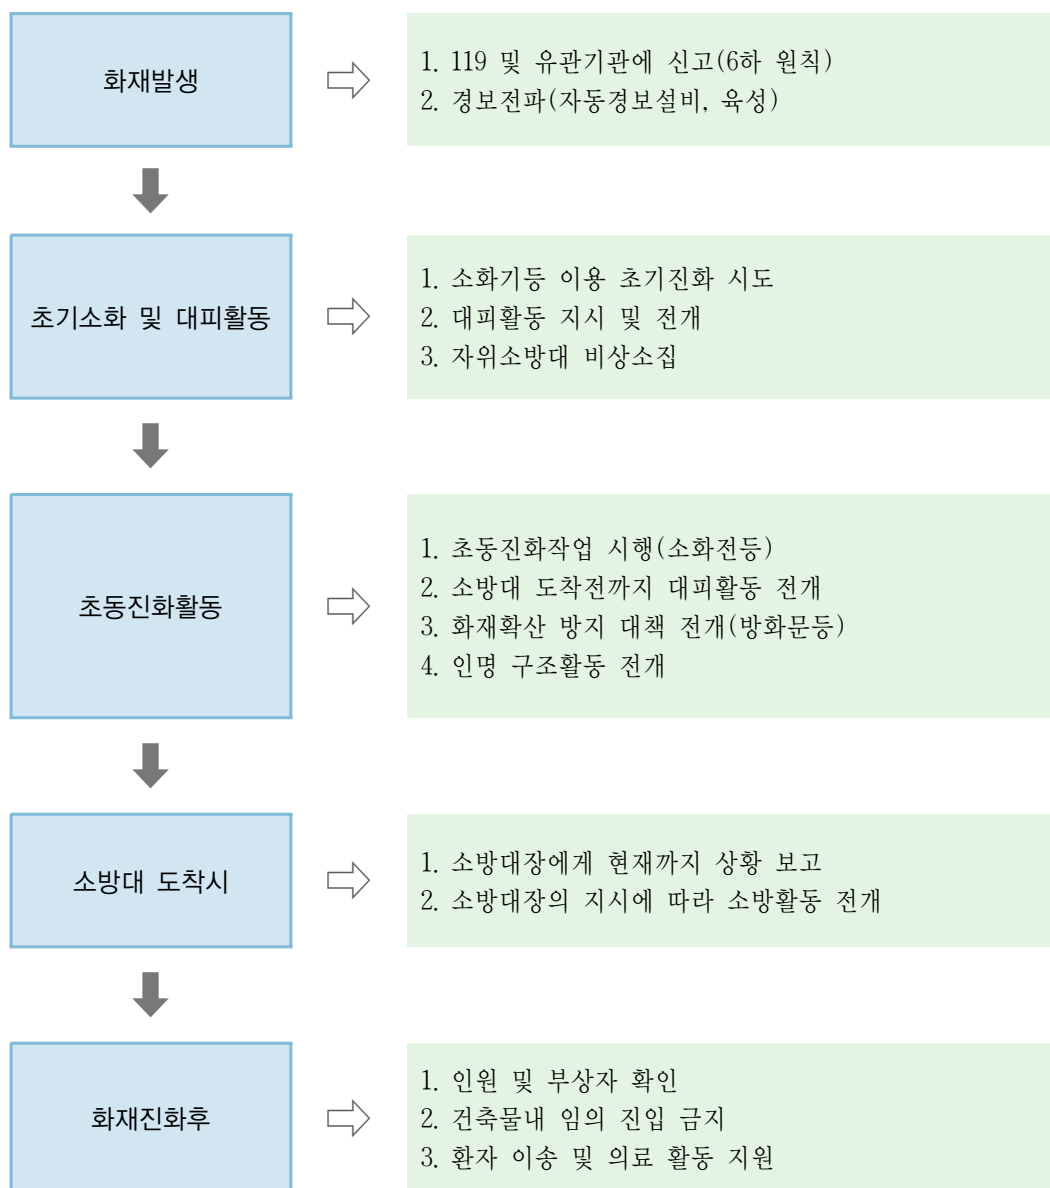 화재발생
1. 119 및 유관기관에 신고(6하 원칙)
2. 경보전파(자동경보설비, 육성)
초기소화 및 대피활동
1. 소화기등 이용 초기진화 시도
2. 대피활동 지시 및 전개
3. 자위소방대 비상소집
초동진화활동
1. 초동진화작업 시행(소화전등)
2. 소방대 도착전까지 대피활동 전개
3. 화재확산 방지 대책 전개(방화문등)
4. 인명 구조활동 전개
소방대 도착시
1. 소방대장에게 현재까지 상황 보고
2. 소방대장의 지시에 따라 소방활동 전개
화재진화후
1. 인원 및 부상자 확인
2. 건축물내 임의 진입 금지
3. 환자 이송 및 의료 활동 지원